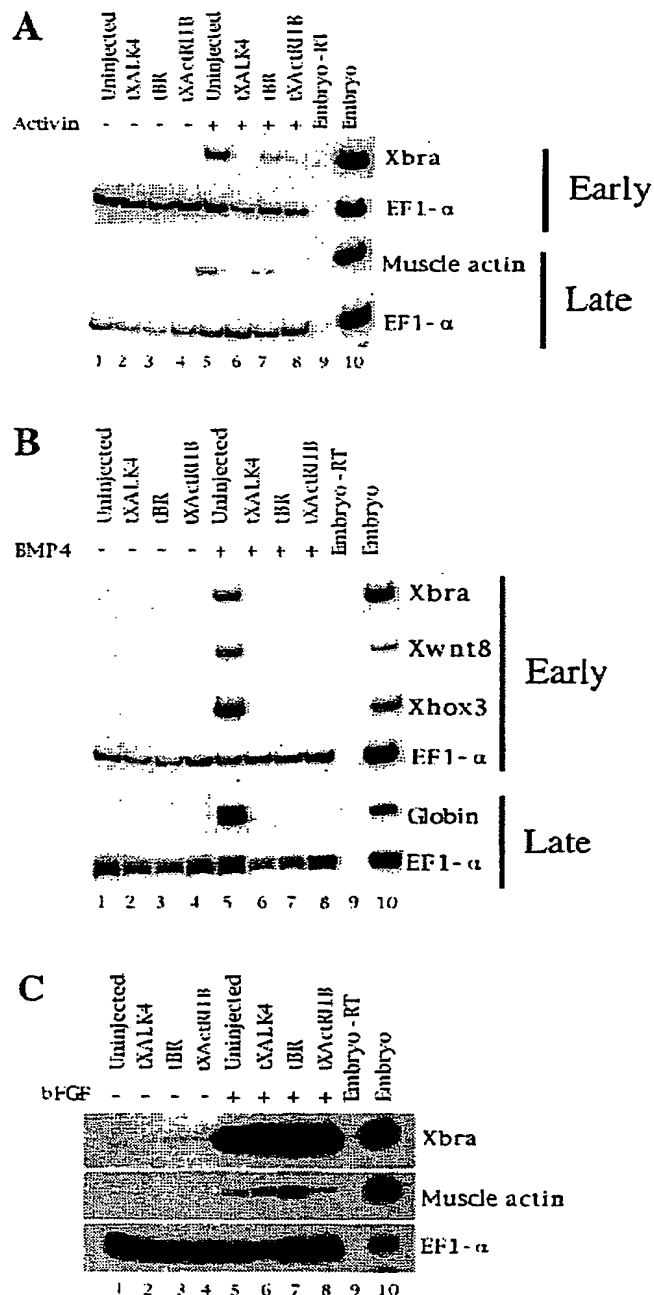 A
Uninjected tXALK4 tBR tXActRIIB Uninjected tXALK4 tBR tXActRIIB Embryo-RT Embryo
Activin - - - - + + + +
Xbra
EF1-α
Early
Muscle actin
EF1-α
Late
1 2 3 4 5 6 7 8 9 10
B
Uninjected tXALK4 tBR tXActRIIB Uninjected tXALK4 tBR tXActRIIB Embryo-RT Embryo
BMP4 - - - - + + + +
Xbra
Xwnt8
Xhox3
EF1-α
Early
Globin
EF1-α
Late
1 2 3 4 5 6 7 8 9 10
C
Uninjected tXALK4 tBR tXActRIIB Uninjected tXALK4 tBR tXActRIIB Embryo-RT Embryo
bFGF - - - - + + + +
Xbra
Muscle actin
EF1-α
1 2 3 4 5 6 7 8 9 10